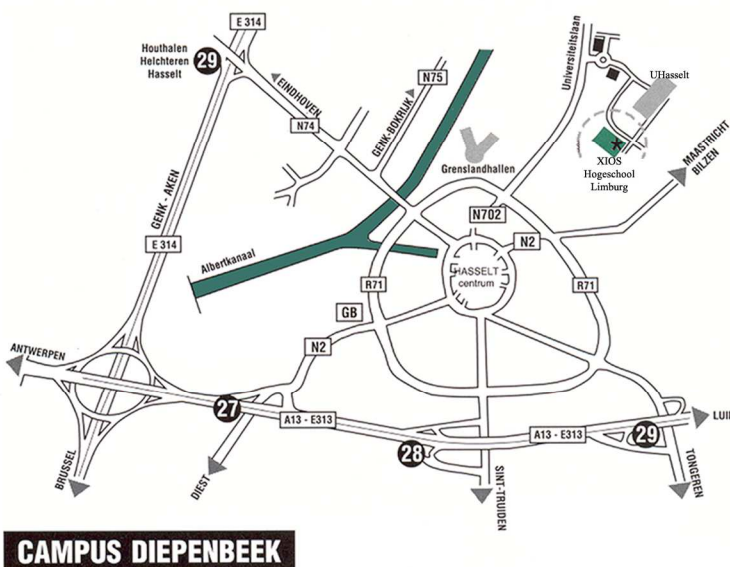 E 314
Houthalen
Helchteren
Hasselt
29
EINDHOVEN
N74
N75
GENK-BOKRIJK
Universiteitslaan
UHasselt
XIOS
Hogeschool
Limburg
Grenslandhallen
MAASTRICHT
BILZEN
GENK - AKEN
E 314
N702
N2
Albertkanaal
HASSELT
centrum
R71
R71
GB
N2
ANTWERPEN
27
A13 - E313
28
A13 - E313
29
LUI
BRUSSEL
DIEST
SINT-TRUIDEN
TONGEREN
CAMPUS DIEPENBEEK